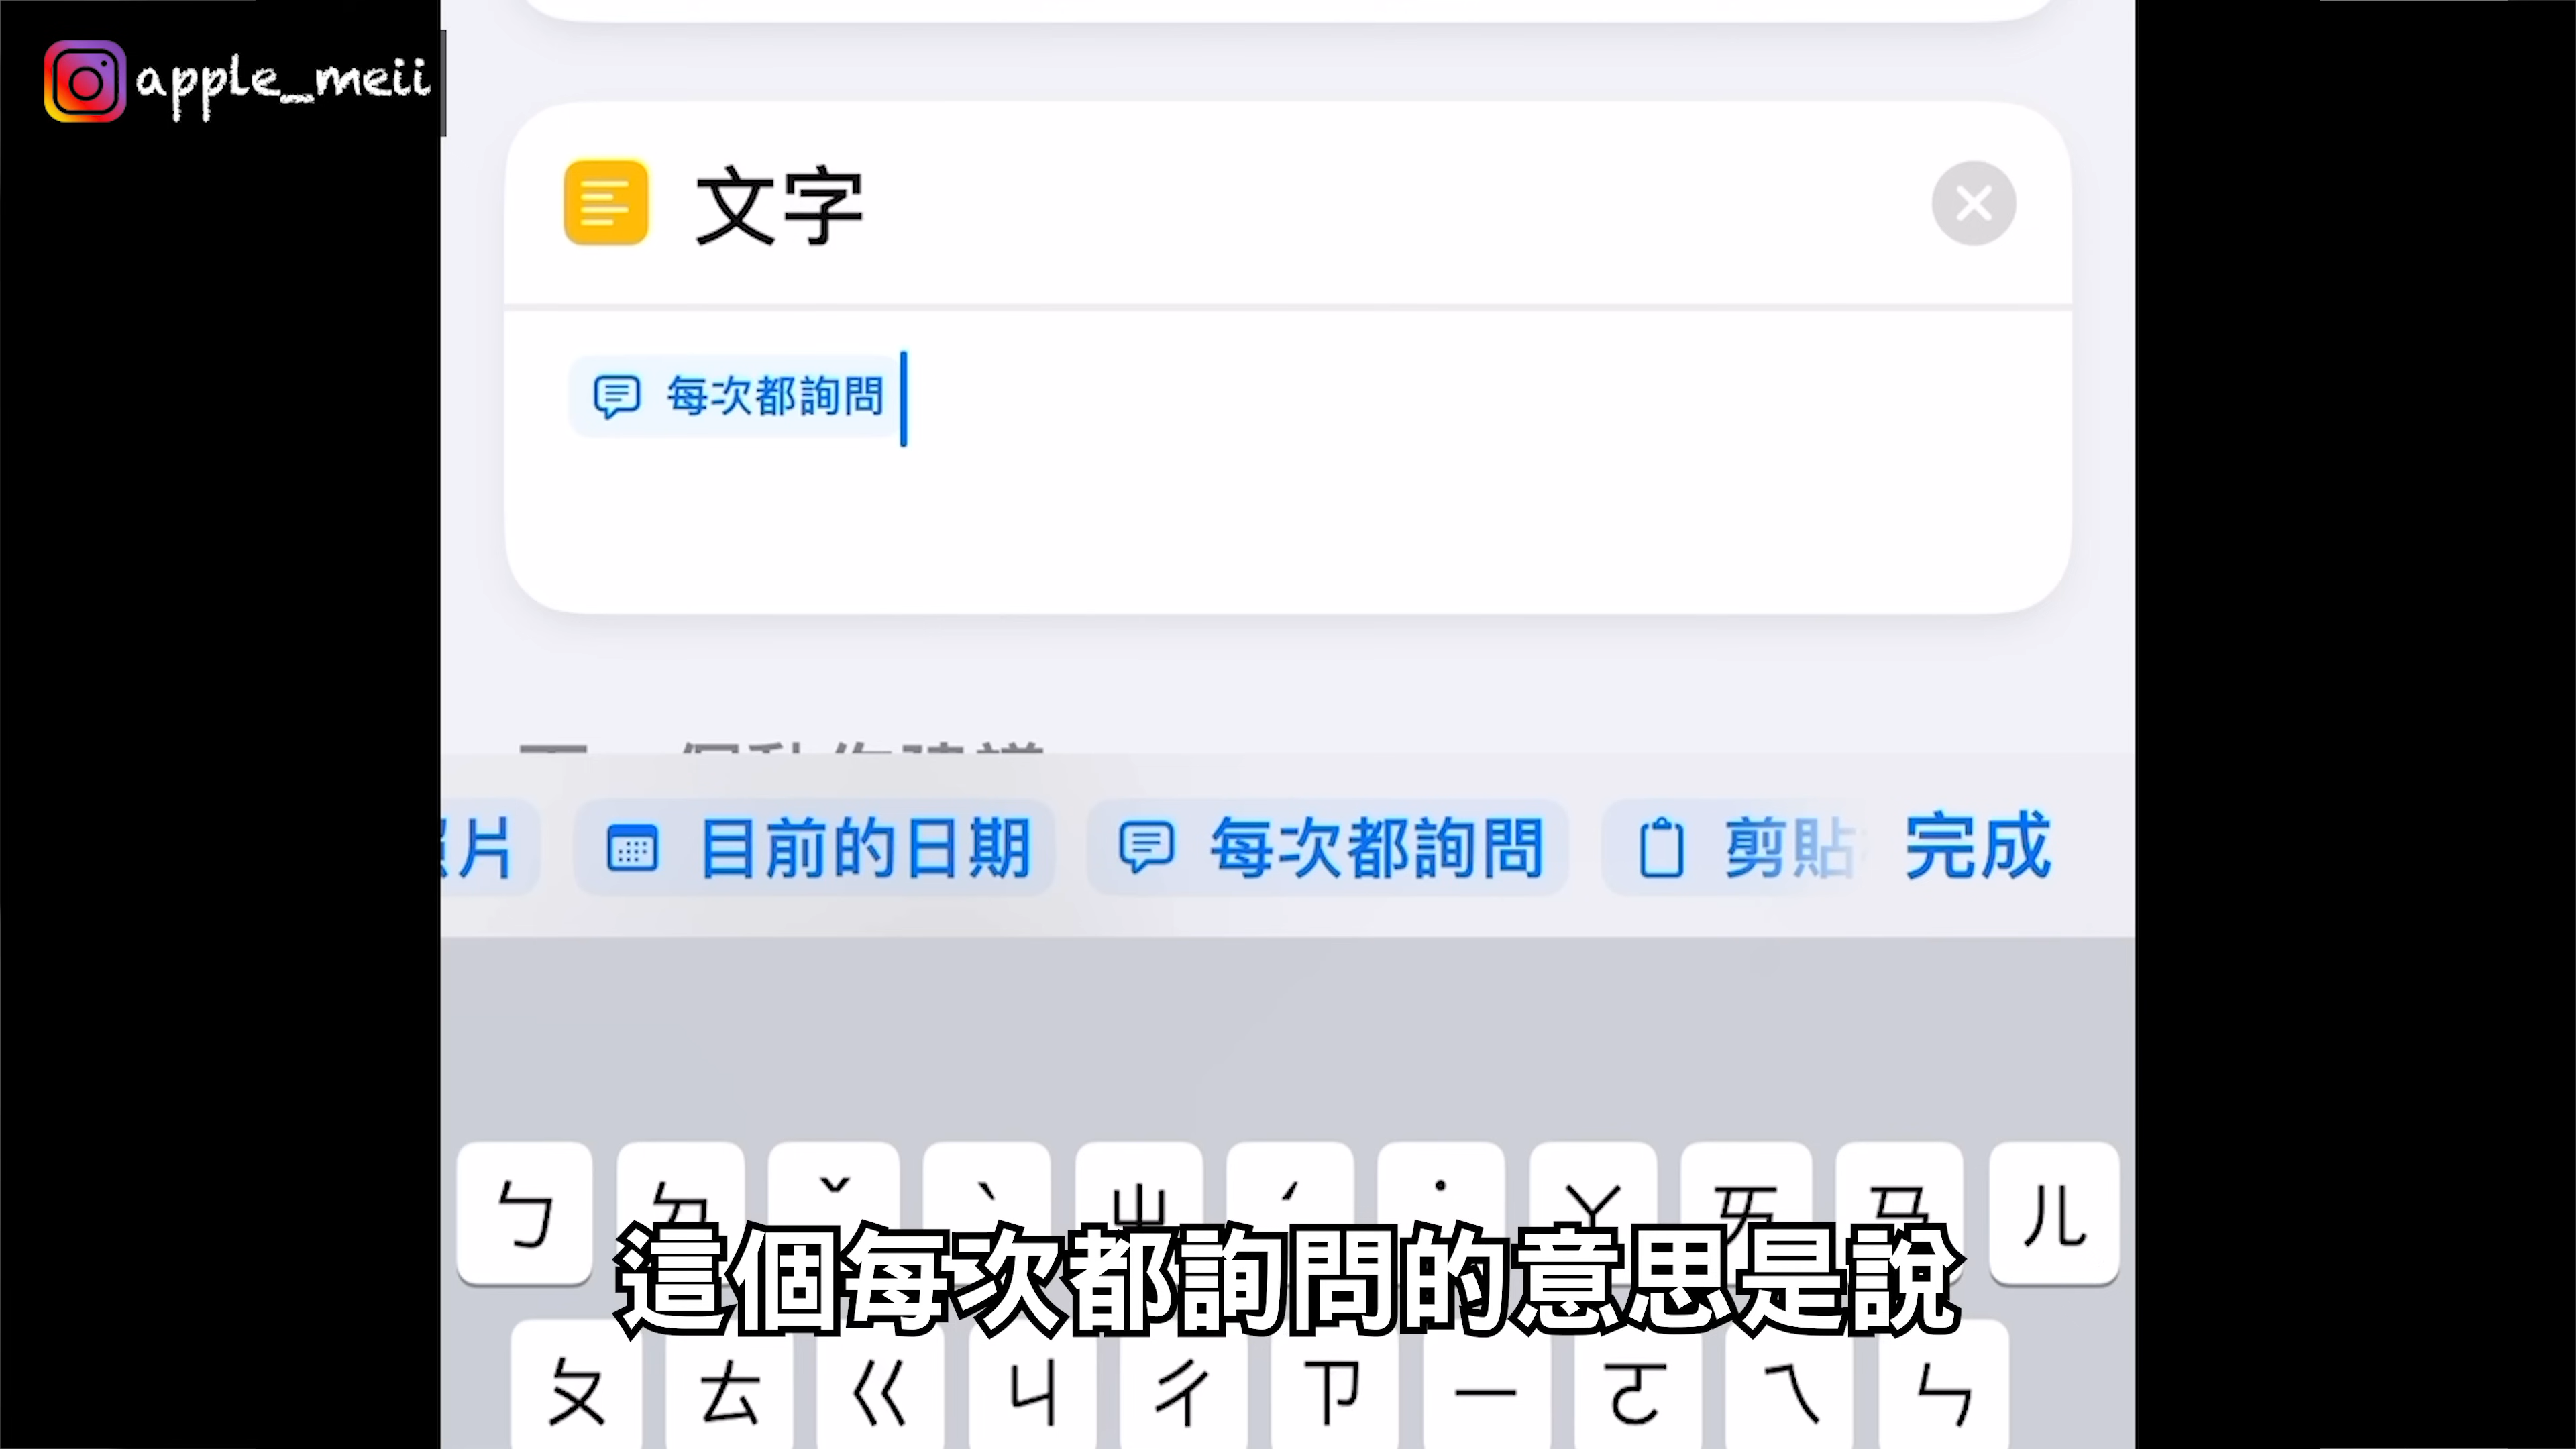 apple_meii
文字
每次都詢問
片 目前的日期 每次都詢問 剪貼 完成
ㄅ ˇ ˋ ㄓ ˊ ˙ ㄚ ㄞ ㄢ ㄦ
這個每次都詢問的意思是說
ㄆ ㄊ ㄍ ㄐ ㄔ ㄗ ㄧ ㄛ ㄟ ㄣ